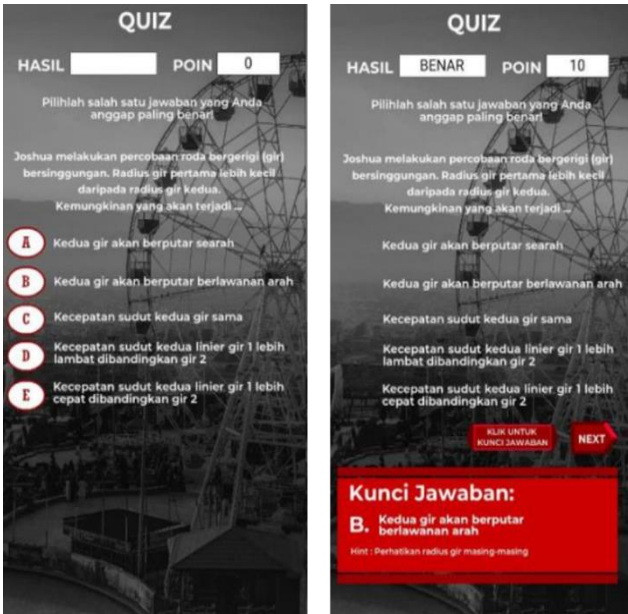 QUIZ
HASIL
POIN 0
Pilihlah salah satu jawaban yang Anda
anggap paling benar!
Joshua melakukan percobaan roda bergerigi (gir)
bersinggungan. Radius gir pertama lebih kecil
daripada radius gir kedua.
Kemungkinan yang akan terjadi ...
A Kedua gir akan berputar searah
B Kedua gir akan berputar berlawanan arah
C Kecepatan sudut kedua gir sama
D Kecepatan sudut kedua linier gir 1 lebih
lambat dibandingkan gir 2
E Kecepatan sudut kedua linier gir 1 lebih
cepat dibandingkan gir 2
QUIZ
HASIL BENAR POIN 10
Pilihlah salah satu jawaban yang Anda
anggap paling benar!
Joshua melakukan percobaan roda bergerigi (gir)
bersinggungan. Radius gir pertama lebih kecil
daripada radius gir kedua.
Kemungkinan yang akan terjadi ...
Kedua gir akan berputar searah
Kedua gir akan berputar berlawanan arah
Kecepatan sudut kedua gir sama
Kecepatan sudut kedua linier gir 1 lebih
lambat dibandingkan gir 2
Kecepatan sudut kedua linier gir 1 lebih
cepat dibandingkan gir 2
KLIK UNTUK
KUNCI JAWABAN
NEXT
Kunci Jawaban:
B. Kedua gir akan berputar
berlawanan arah
Hint : Perhatikan radius gir masing-masing